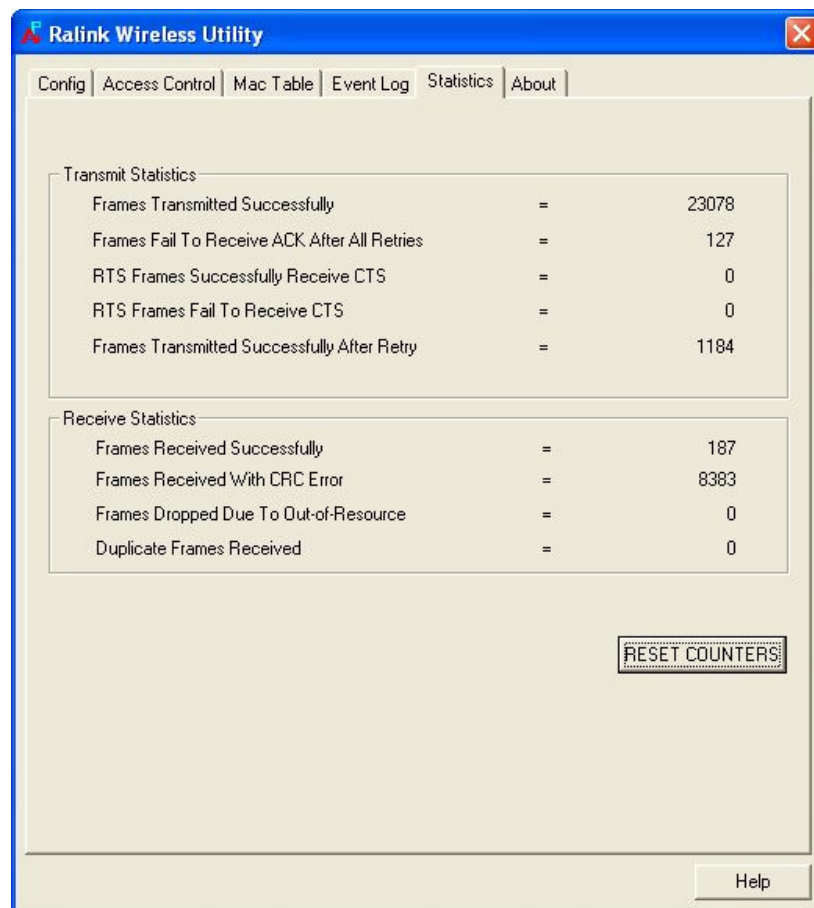 Ralink Wireless Utility
Config Access Control Mac Table Event Log Statistics About
Transmit Statistics
Frames Transmitted Successfully = 23078
Frames Fail To Receive ACK After All Retries = 127
RTS Frames Successfully Receive CTS = 0
RTS Frames Fail To Receive CTS = 0
Frames Transmitted Successfully After Retry = 1184
Receive Statistics
Frames Received Successfully = 187
Frames Received With CRC Error = 8383
Frames Dropped Due To Out-of-Resource = 0
Duplicate Frames Received = 0
RESET COUNTERS
Help